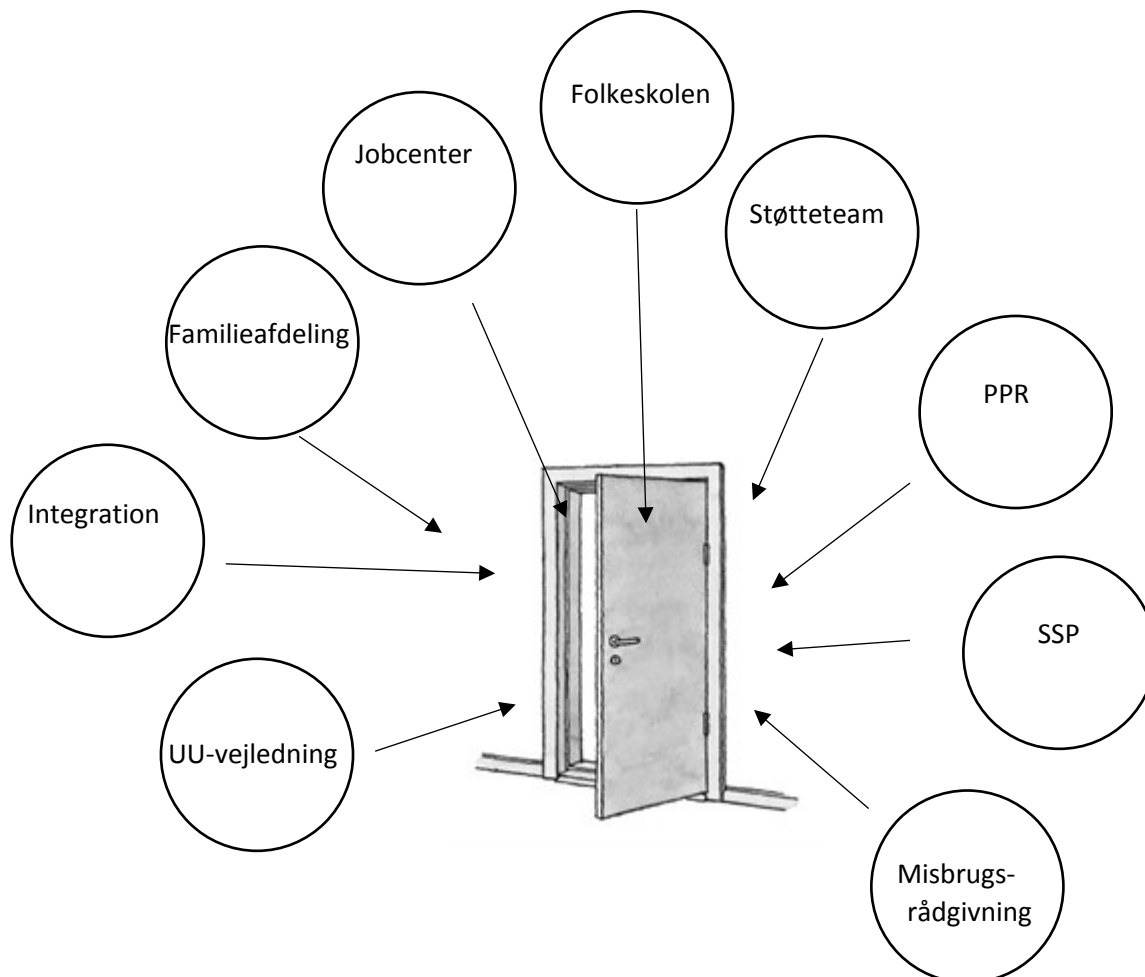 Folkeskolen
Jobcenter
Støtteteam
Familieafdeling
PPR
Integration
SSP
UU-vejledning
Misbrugs-
rådgivning